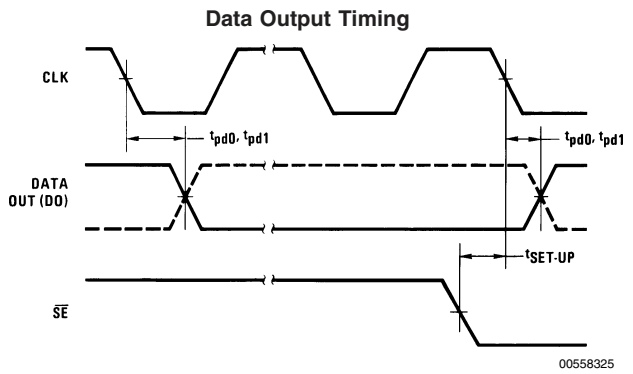 Data Output Timing
CLK
tpd0, tpd1
tpd0, tpd1
DATA
OUT (DO)
tSET-UP
SE
00558325